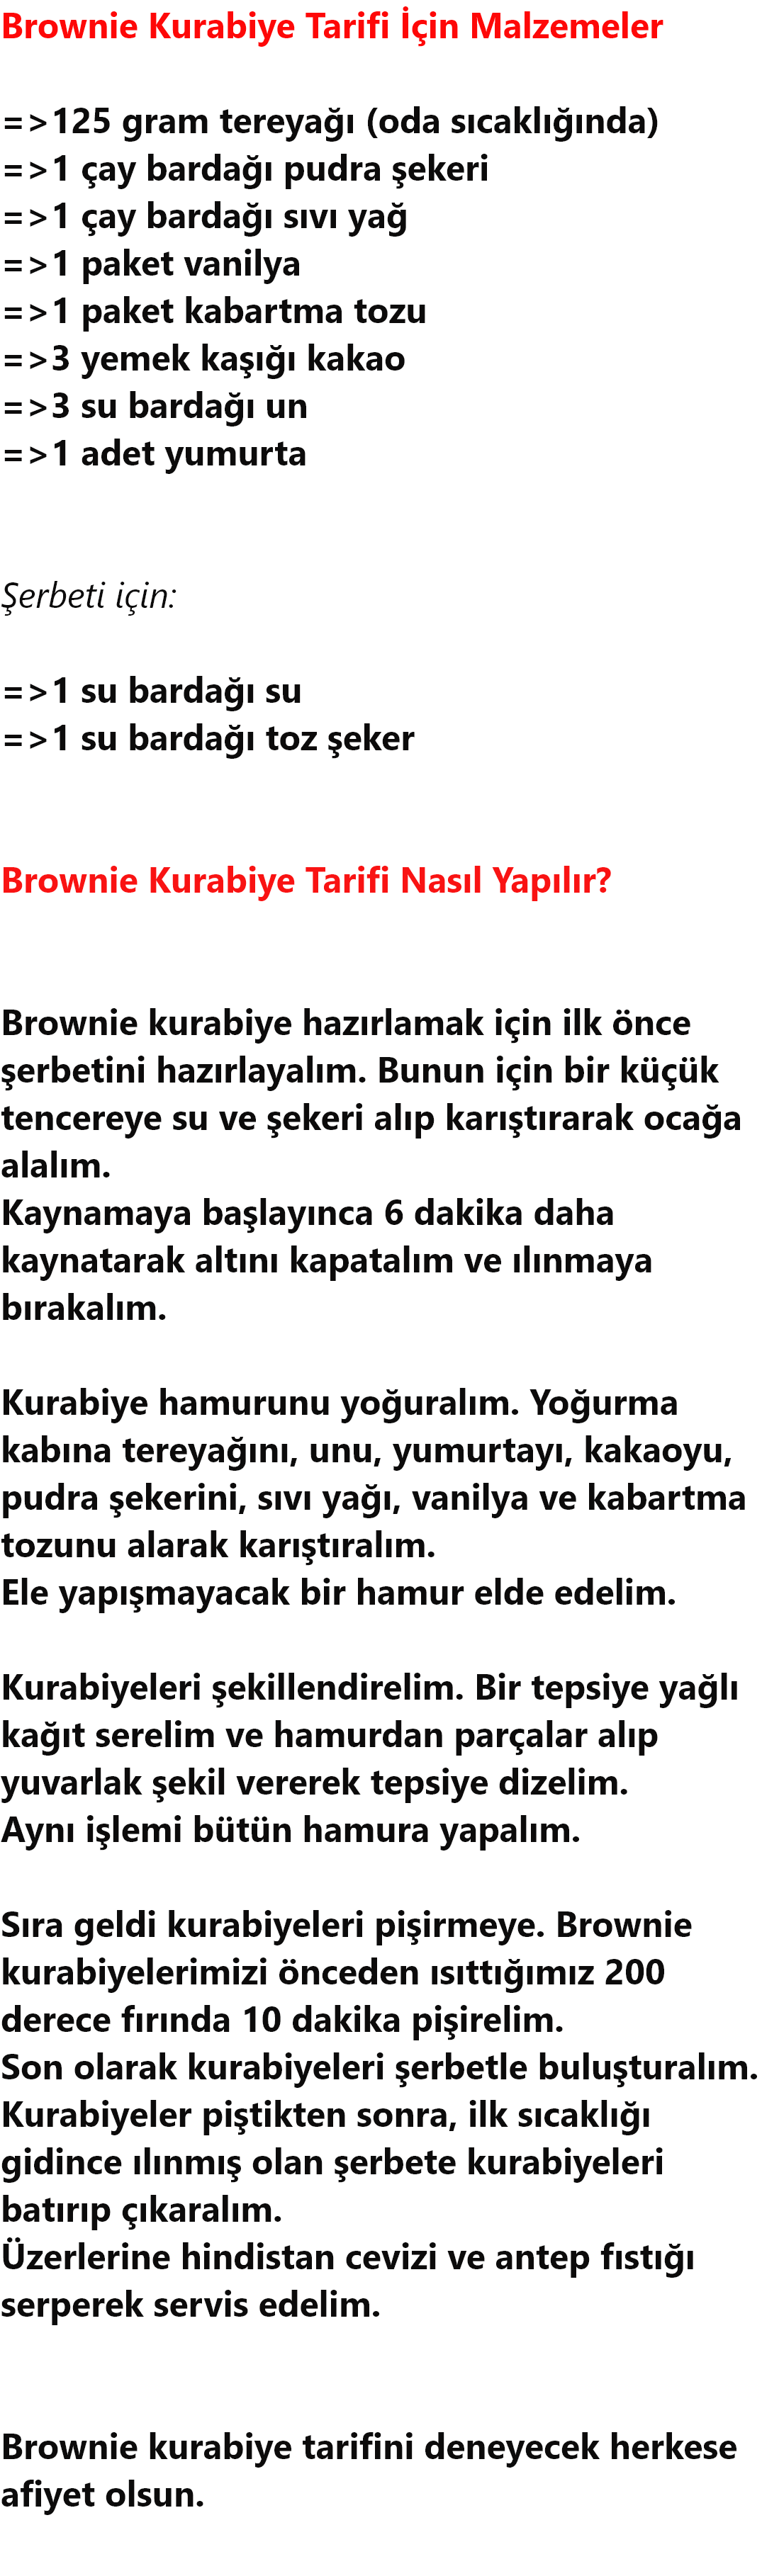 Brownie Kurabiye Tarifi İçin Malzemeler
=>125 gram tereyağı (oda sıcaklığında)
=>1 çay bardağı pudra şekeri
=>1 çay bardağı sıvı yağ
=>1 paket vanilya
=>1 paket kabartma tozu
=>3 yemek kaşığı kakao
=>3 su bardağı un
=>1 adet yumurta
Şerbeti için:
=>1 su bardağı su
=>1 su bardağı toz şeker
Brownie Kurabiye Tarifi Nasıl Yapılır?
Brownie kurabiye hazırlamak için ilk önce
şerbetini hazırlayalım. Bunun için bir küçük
tencereye su ve şekeri alıp karıştırarak ocağa
alalım.
Kaynamaya başlayınca 6 dakika daha
kaynatarak altını kapatalım ve ılınmaya
bırakalım.
Kurabiye hamurunu yoğuralım. Yoğurma
kabına tereyağını, unu, yumurtayı, kakaoyu,
pudra şekerini, sıvı yağı, vanilya ve kabartma
tozunu alarak karıştıralım.
Ele yapışmayacak bir hamur elde edelim.
Kurabiyeleri şekillendirelim. Bir tepsiye yağlı
kağıt serelim ve hamurdan parçalar alıp
yuvarlak şekil vererek tepsiye dizelim.
Aynı işlemi bütün hamura yapalım.
Sıra geldi kurabiyeleri pişirmeye. Brownie
kurabiyelerimizi önceden ısıttığımız 200
derece fırında 10 dakika pişirelim.
Son olarak kurabiyeleri şerbetle buluşturalım.
Kurabiyeler piştikten sonra, ilk sıcaklığı
gidince ılınmış olan şerbete kurabiyeleri
batırıp çıkaralım.
Üzerlerine hindistan cevizi ve antep fıstığı
serperek servis edelim.
Brownie kurabiye tarifini deneyecek herkese
afiyet olsun.